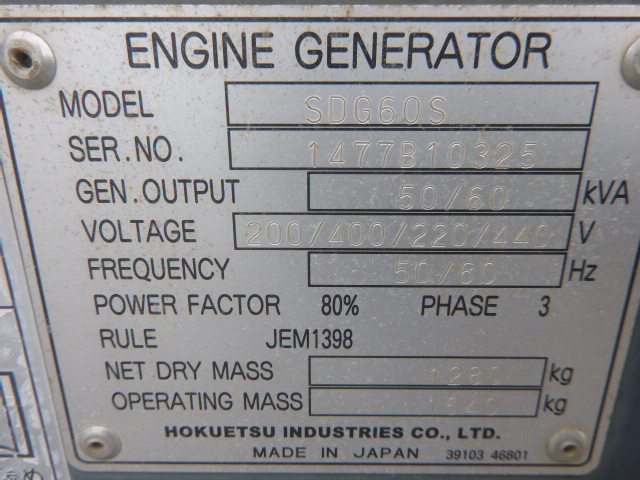 ENGINE GENERATOR
MODEL SDG60S
SER.NO. 1477B10325
GEN.OUTPUT 50/60 kVA
VOLTAGE 200/400/220/440 V
FREQUENCY 50/60 Hz
POWER FACTOR 80% PHASE 3
RULE JEM1398
NET DRY MASS 1280 kg
OPERATING MASS kg
HOKUETSU INDUSTRIES CO., LTD.
MADE IN JAPAN 39103 46801